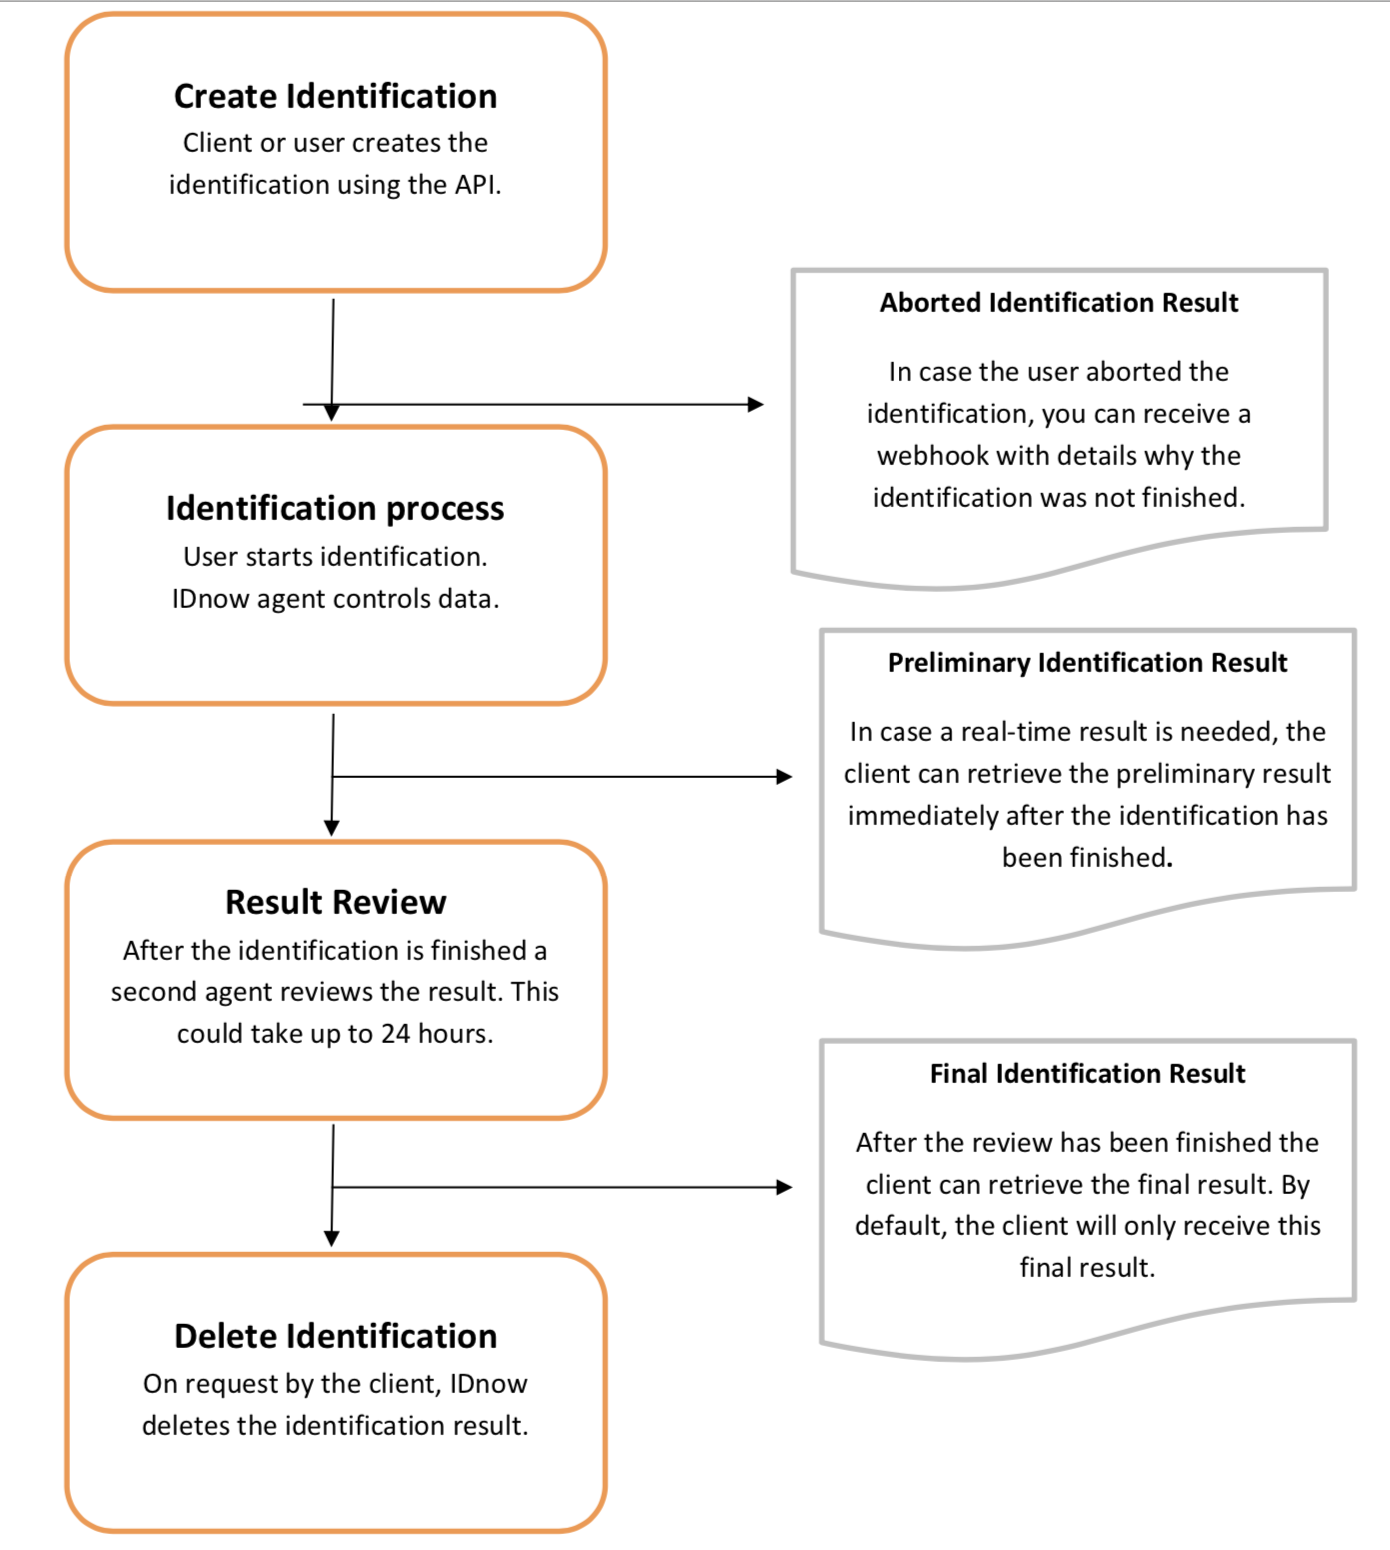 Create Identification
Client or user creates the
identification using the API.
Aborted Identification Result
In case the user aborted the
identification, you can receive a
webhook with details why the
identification was not finished.
Identification process
User starts identification.
IDnow agent controls data.
Preliminary Identification Result
In case a real-time result is needed, the
client can retrieve the preliminary result
immediately after the identification has
been finished.
Result Review
After the identification is finished a
second agent reviews the result. This
could take up to 24 hours.
Final Identification Result
After the review has been finished the
client can retrieve the final result. By
default, the client will only receive this
final result.
Delete Identification
On request by the client, IDnow
deletes the identification result.